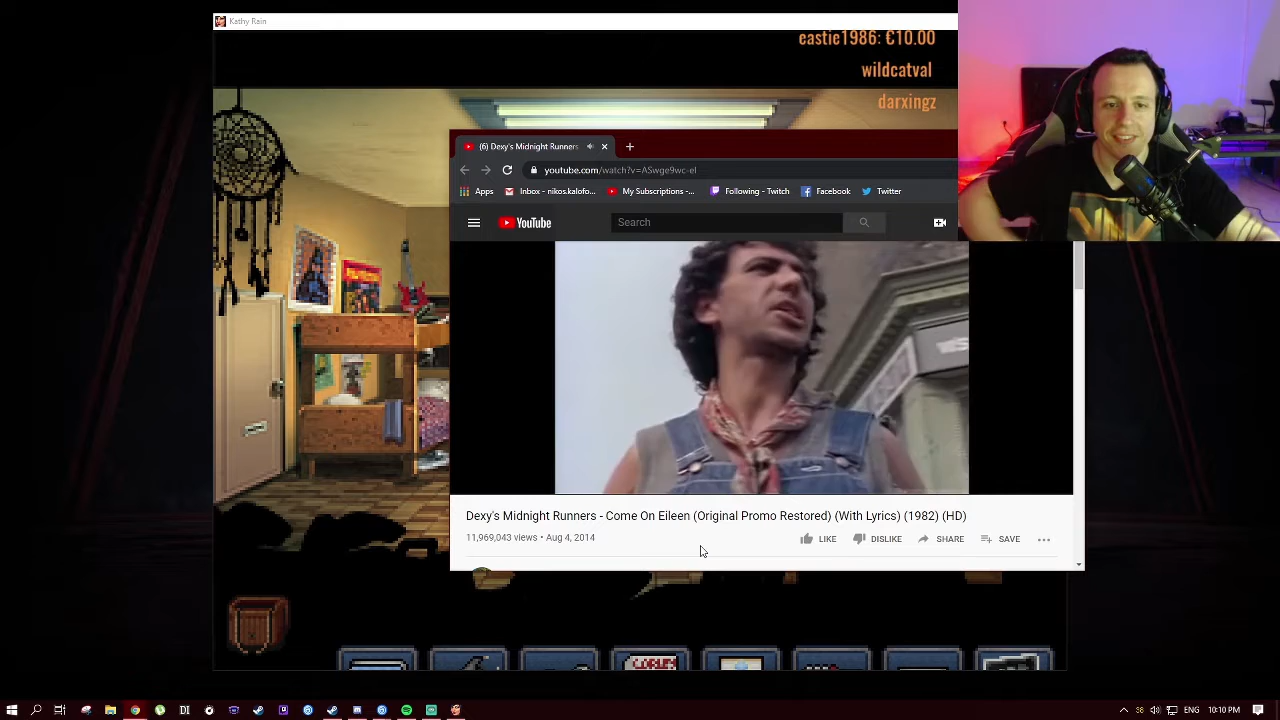 Kathy Rain
eastie1986: €10.00
wildcatval
darxingz
(6) Dexy's Midnight Runners
youtube.com/watch?v=ASwge9wc-eI
Apps
Inbox - nikos.kalofo...
My Subscriptions -...
Following - Twitch
Facebook
Twitter
YouTube
Search
Dexy's Midnight Runners - Come On Eileen (Original Promo Restored) (With Lyrics) (1982) (HD)
11,969,043 views • Aug 4, 2014
LIKE
DISLIKE
SHARE
SAVE
38
ENG
10:10 PM